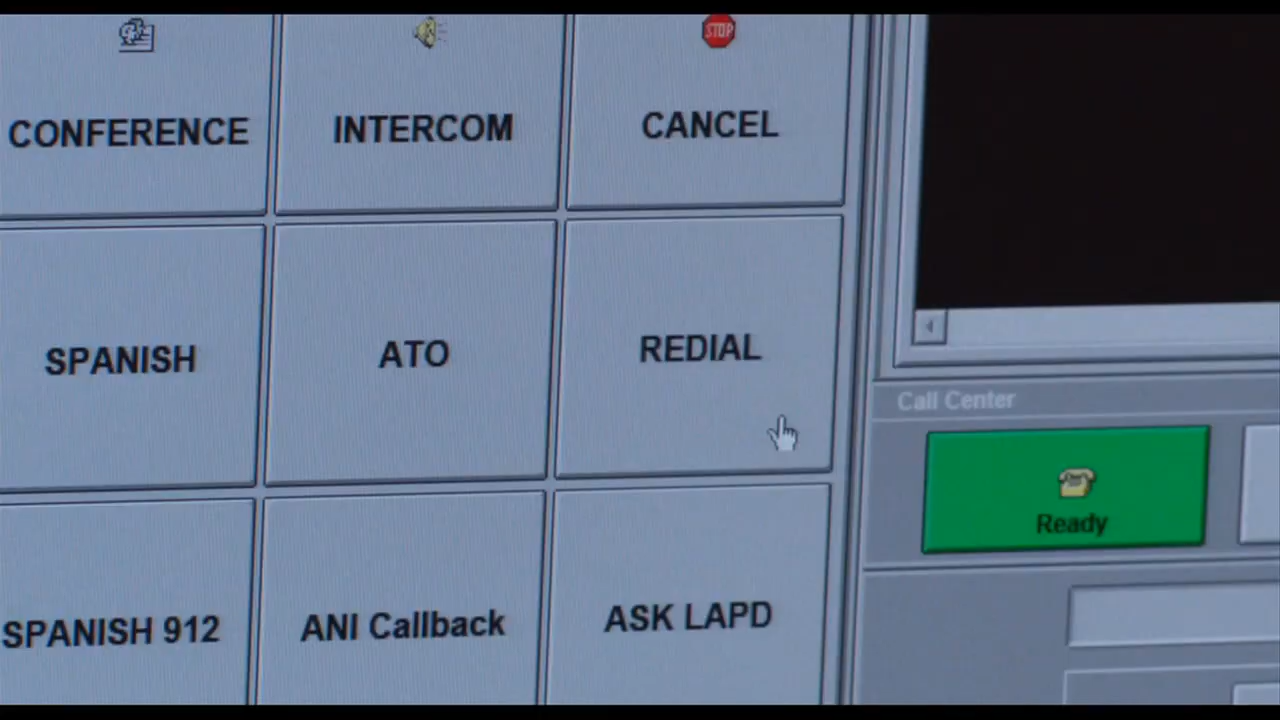 STOP
CONFERENCE
INTERCOM
CANCEL
SPANISH
ATO
REDIAL
Call Center
Ready
SPANISH 912
ANI Callback
ASK LAPD